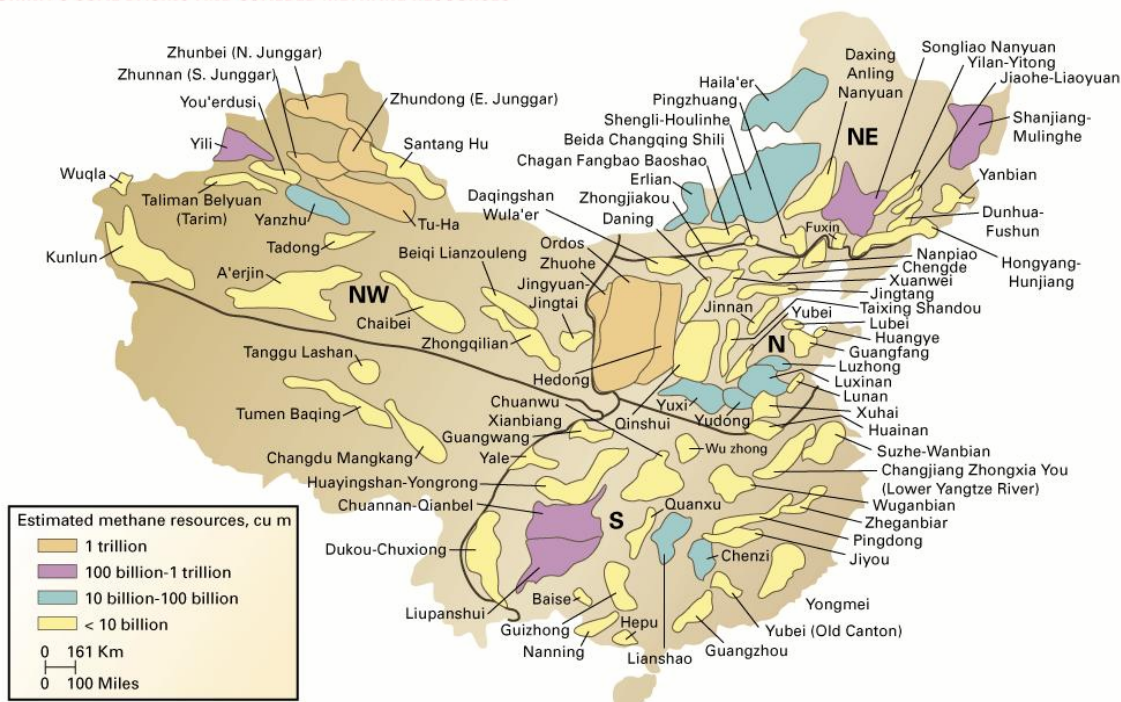 Zhunbei (N. Junggar)
Zhunnan (S. Junggar)
You'erdusi
Yili
Wuqla
Kunlun
Taliman Belyuan
(Tarim)
Yanzhu
Tadong
A'erjin
NW
Zhundong (E. Junggar)
Santang Hu
Tu-Ha
Beiqi Lianzouleng
Chaibei
Zhongqilian
Tanggu Lashan
Tumen Baqing
Changdu Mangkang
Haila'er
Pingzhuang
Shengli-Houlinhe
Beida Changqing Shili
Chagan Fangbao Baoshao
Erlian
Zhongjiakou
Daqingshan
Wula'er
Daning
Ordos
Zhuohe
Jingyuan-
Jingtai
Hedong
Daxing
Anling
Nanyuan
Songliao Nanyuan
Yilan-Yitong
Jiaohe-Liaoyuan
NE
Shanjiang-
Mulinghe
Yanbian
Dunhua-
Fushun
Fuxin
Hongyang-
Hunjiang
Nanpiao
Chengde
Xuanwei
Jingtang
Taixing Shandou
Jinnan
Yubei
Lubei
Huangye
Guangfang
N
Luzhong
Luxinan
Lunan
Yuxi
Yudong
Qinshui
Xuhai
Huainan
Chuanwu
Xianbiang
Guangwang
Yale
Huayingshan-Yongrong
Chuannan-Qianbel
Wu zhong
Suzhe-Wanbian
Changjiang Zhongxia You
(Lower Yangtze River)
Wuganbian
Zheganbiar
Pingdong
Jiyou
S
Quanxu
Chenzi
Dukou-Chuxiong
Liupanshui
Baise
Guizhong
Nanning
Hepu
Lianshao
Guangzhou
Yubei (Old Canton)
Yongmei
Estimated methane resources, cu m
1 trillion
100 billion-1 trillion
10 billion-100 billion
< 10 billion
0 161 Km
0 100 Miles